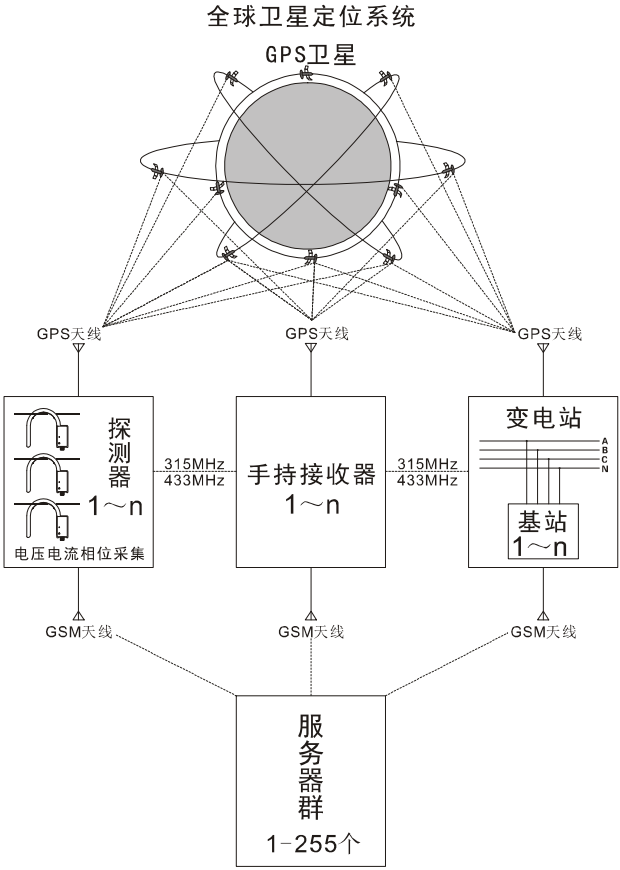 全球卫星定位系统
GPS卫星
GPS天线
GPS天线
GPS天线
探测器
1～n
电压电流相位采集
315MHz
433MHz
手持接收器
1～n
315MHz
433MHz
变电站
A
B
C
N
基站
1～n
GSM天线
GSM天线
GSM天线
服务器群
1-255个